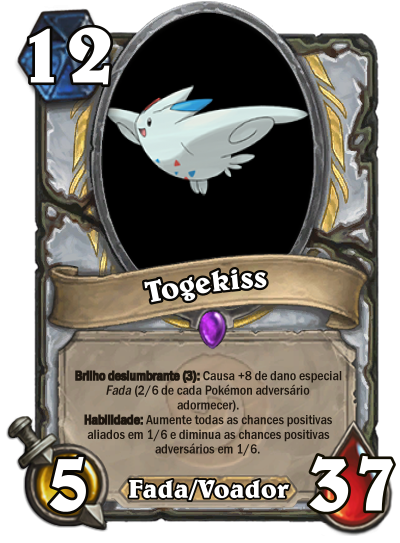 12
Togekiss
Brilho deslumbrante (3): Causa +8 de dano especial
Fada (2/6 de cada Pokémon adversário
adormecer).
Habilidade: Aumente todas as chances positivas
aliados em 1/6 e diminua as chances positivas
adversários em 1/6.
5
Fada/Voador
37